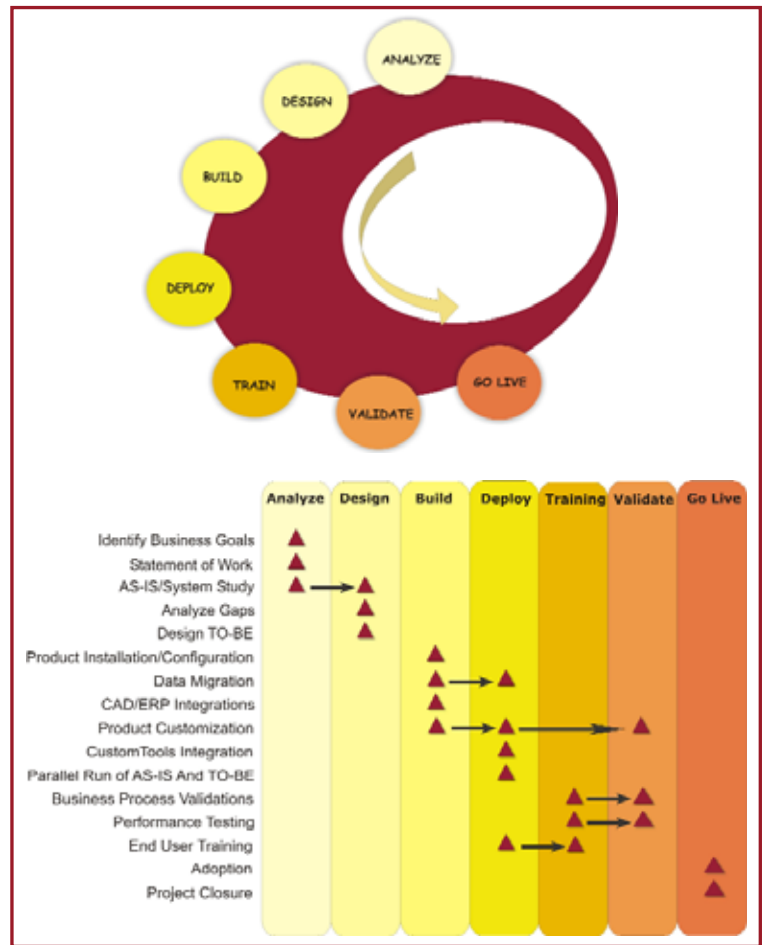 ANALYZE
DESIGN
BUILD
DEPLOY
TRAIN
VALIDATE
GO LIVE
Analyze Design Build Deploy Training Validate Go Live
Identify Business Goals
Statement of Work
AS-IS/System Study
Analyze Gaps
Design TO-BE
Product Installation/Configuration
Data Migration
CAD/ERP Integrations
Product Customization
CustomTools Integration
Parallel Run of AS-IS And TO-BE
Business Process Validations
Performance Testing
End User Training
Adoption
Project Closure